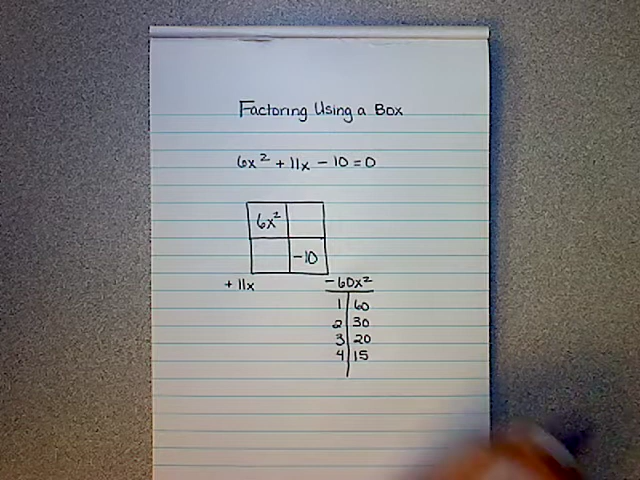 Factoring Using a Box
6x² + 11x - 10 = 0
6x²
-10
+ 11x
-60x²
1 60
2 30
3 20
4 15